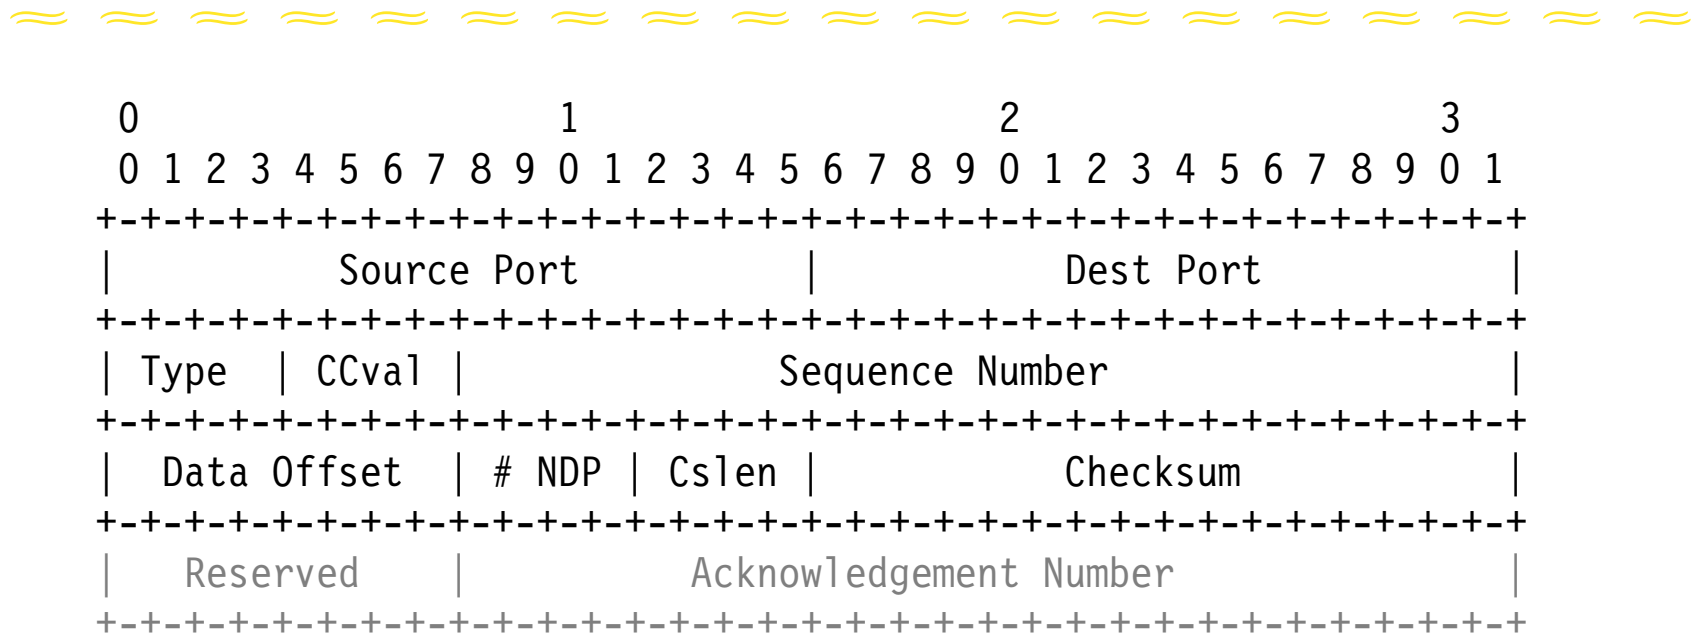 0                   1                   2                   3
0 1 2 3 4 5 6 7 8 9 0 1 2 3 4 5 6 7 8 9 0 1 2 3 4 5 6 7 8 9 0 1
+-+-+-+-+-+-+-+-+-+-+-+-+-+-+-+-+-+-+-+-+-+-+-+-+-+-+-+-+-+-+-+-+
|          Source Port          |           Dest Port           |
+-+-+-+-+-+-+-+-+-+-+-+-+-+-+-+-+-+-+-+-+-+-+-+-+-+-+-+-+-+-+-+-+
| Type  | CCval |              Sequence Number                  |
+-+-+-+-+-+-+-+-+-+-+-+-+-+-+-+-+-+-+-+-+-+-+-+-+-+-+-+-+-+-+-+-+
|  Data Offset  | # NDP | Cslen |           Checksum            |
+-+-+-+-+-+-+-+-+-+-+-+-+-+-+-+-+-+-+-+-+-+-+-+-+-+-+-+-+-+-+-+-+
|   Reserved    |          Acknowledgement Number               |
+-+-+-+-+-+-+-+-+-+-+-+-+-+-+-+-+-+-+-+-+-+-+-+-+-+-+-+-+-+-+-+-+